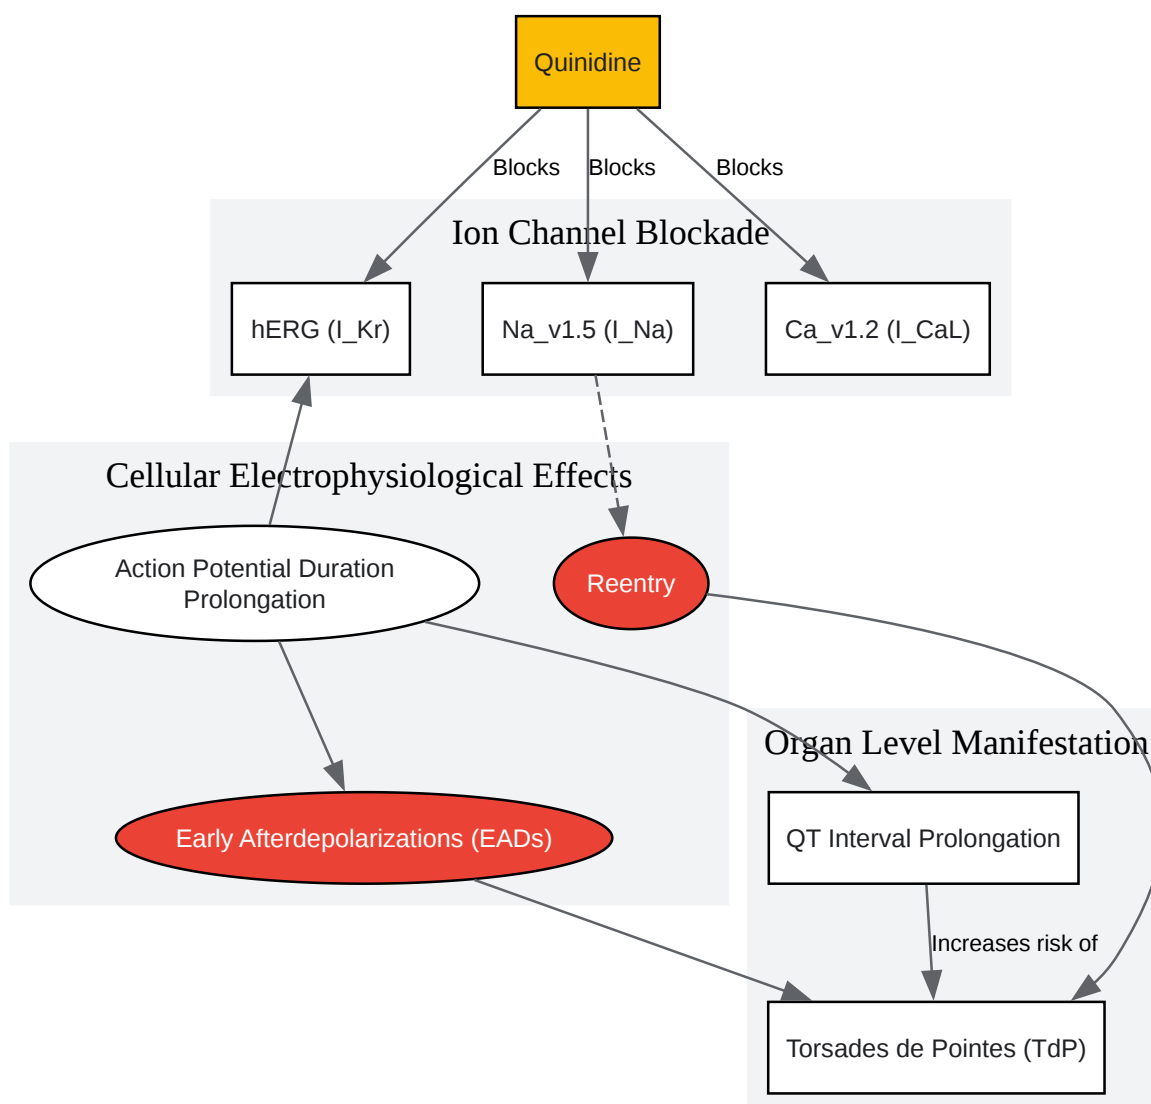 Quinidine
Blocks
Blocks
Blocks
Ion Channel Blockade
hERG (I_Kr)
Na_v1.5 (I_Na)
Ca_v1.2 (I_CaL)
Cellular Electrophysiological Effects
Action Potential Duration
Prolongation
Reentry
Organ Level Manifestation
Early Afterdepolarizations (EADs)
QT Interval Prolongation
Increases risk of
Torsades de Pointes (TdP)